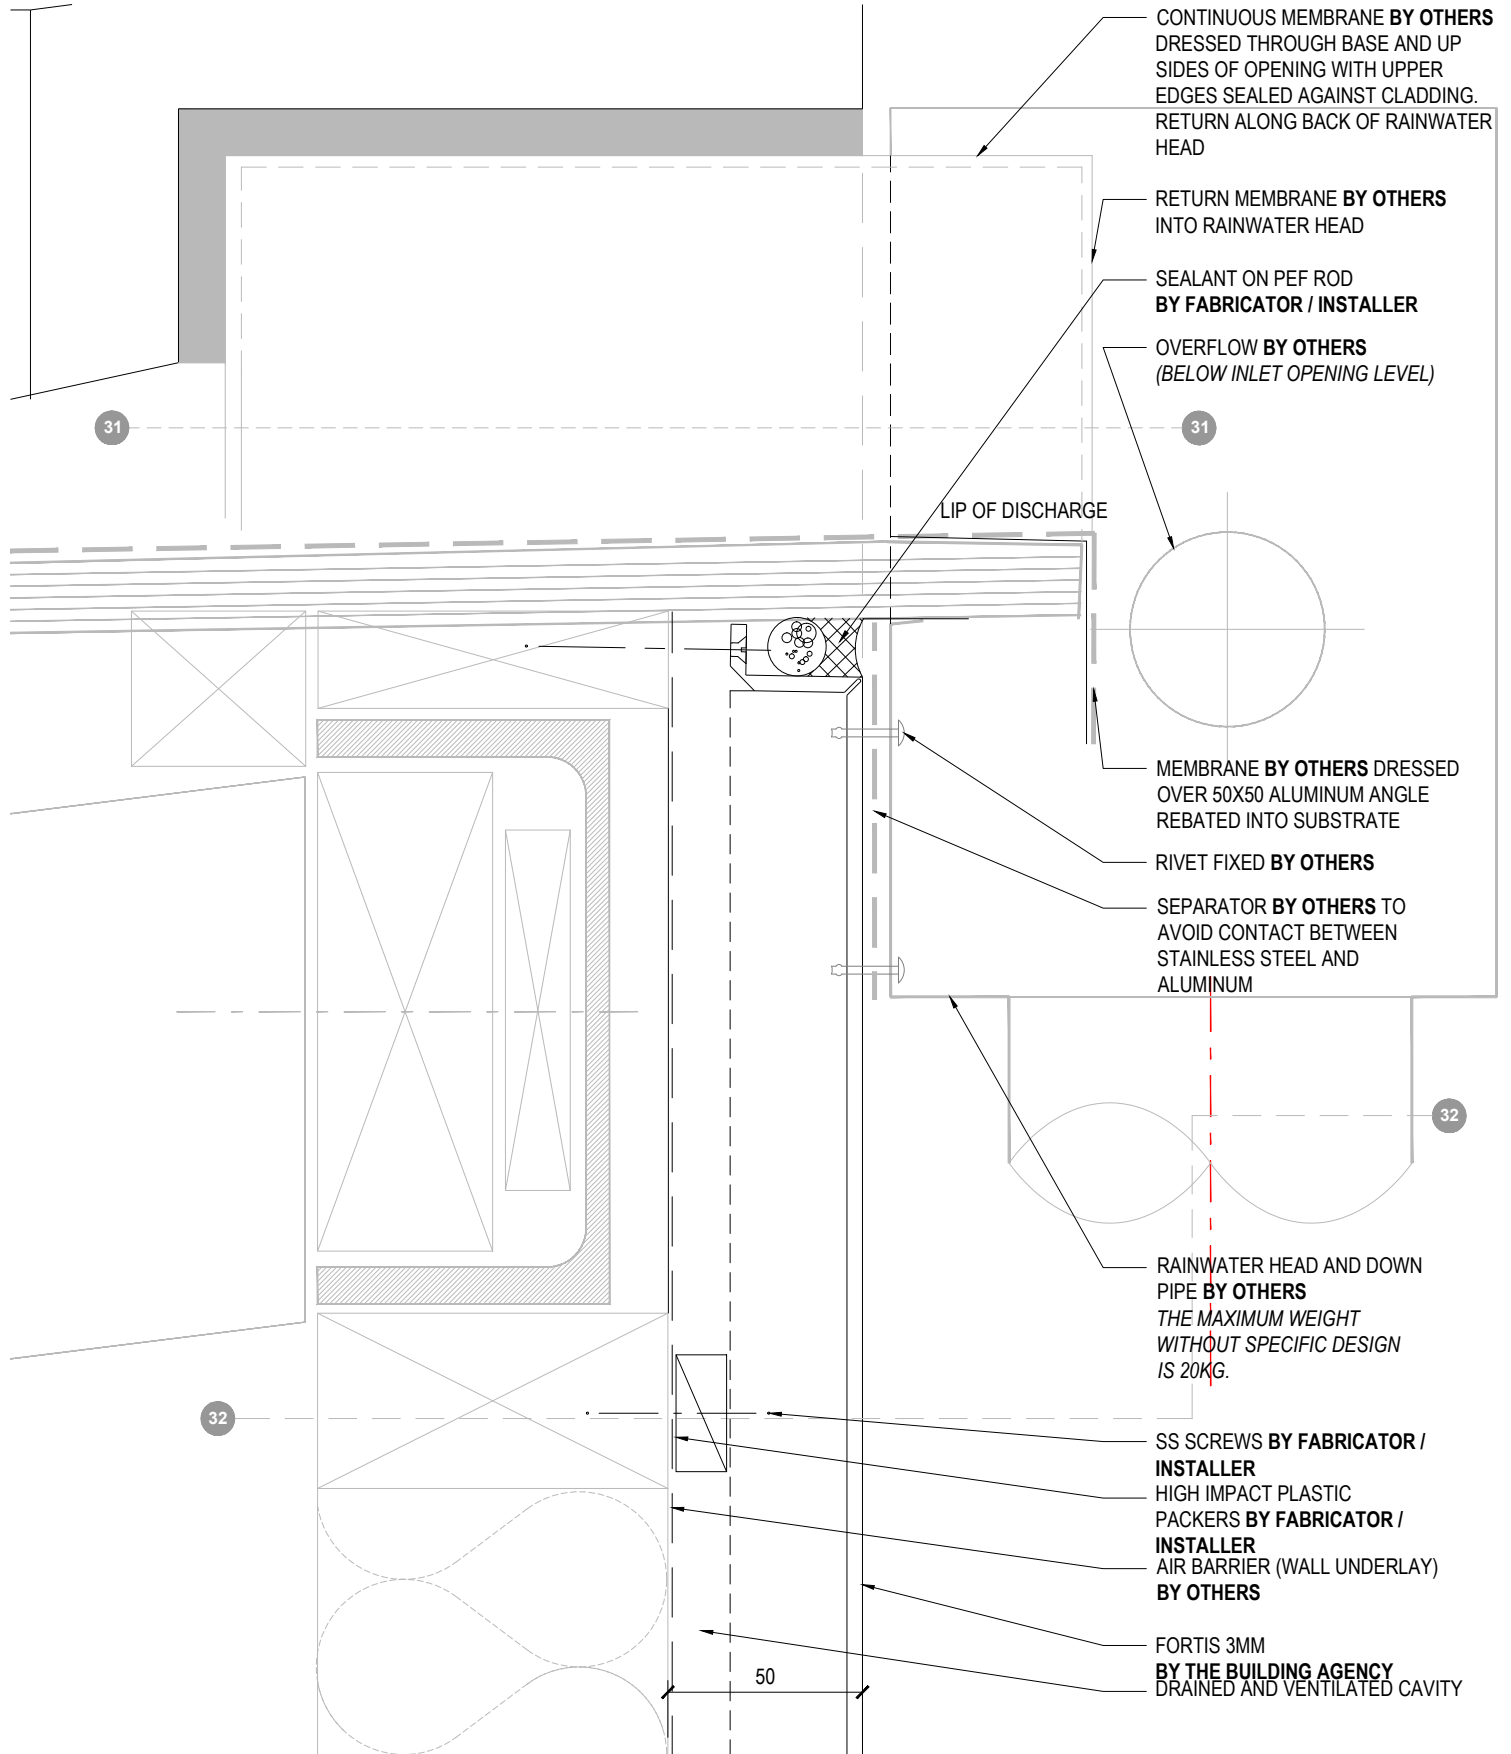 CONTINUOUS MEMBRANE BY OTHERS
DRESSED THROUGH BASE AND UP
SIDES OF OPENING WITH UPPER
EDGES SEALED AGAINST CLADDING.
RETURN ALONG BACK OF RAINWATER
HEAD
RETURN MEMBRANE BY OTHERS
INTO RAINWATER HEAD
SEALANT ON PEF ROD
BY FABRICATOR / INSTALLER
OVERFLOW BY OTHERS
(BELOW INLET OPENING LEVEL)
31
31
LIP OF DISCHARGE
MEMBRANE BY OTHERS DRESSED
OVER 50X50 ALUMINUM ANGLE
REBATED INTO SUBSTRATE
RIVET FIXED BY OTHERS
SEPARATOR BY OTHERS TO
AVOID CONTACT BETWEEN
STAINLESS STEEL AND
ALUMINUM
32
RAINWATER HEAD AND DOWN
PIPE BY OTHERS
THE MAXIMUM WEIGHT
WITHOUT SPECIFIC DESIGN
IS 20KG.
32
SS SCREWS BY FABRICATOR /
INSTALLER
HIGH IMPACT PLASTIC
PACKERS BY FABRICATOR /
INSTALLER
AIR BARRIER (WALL UNDERLAY)
BY OTHERS
FORTIS 3MM
BY THE BUILDING AGENCY
DRAINED AND VENTILATED CAVITY
50